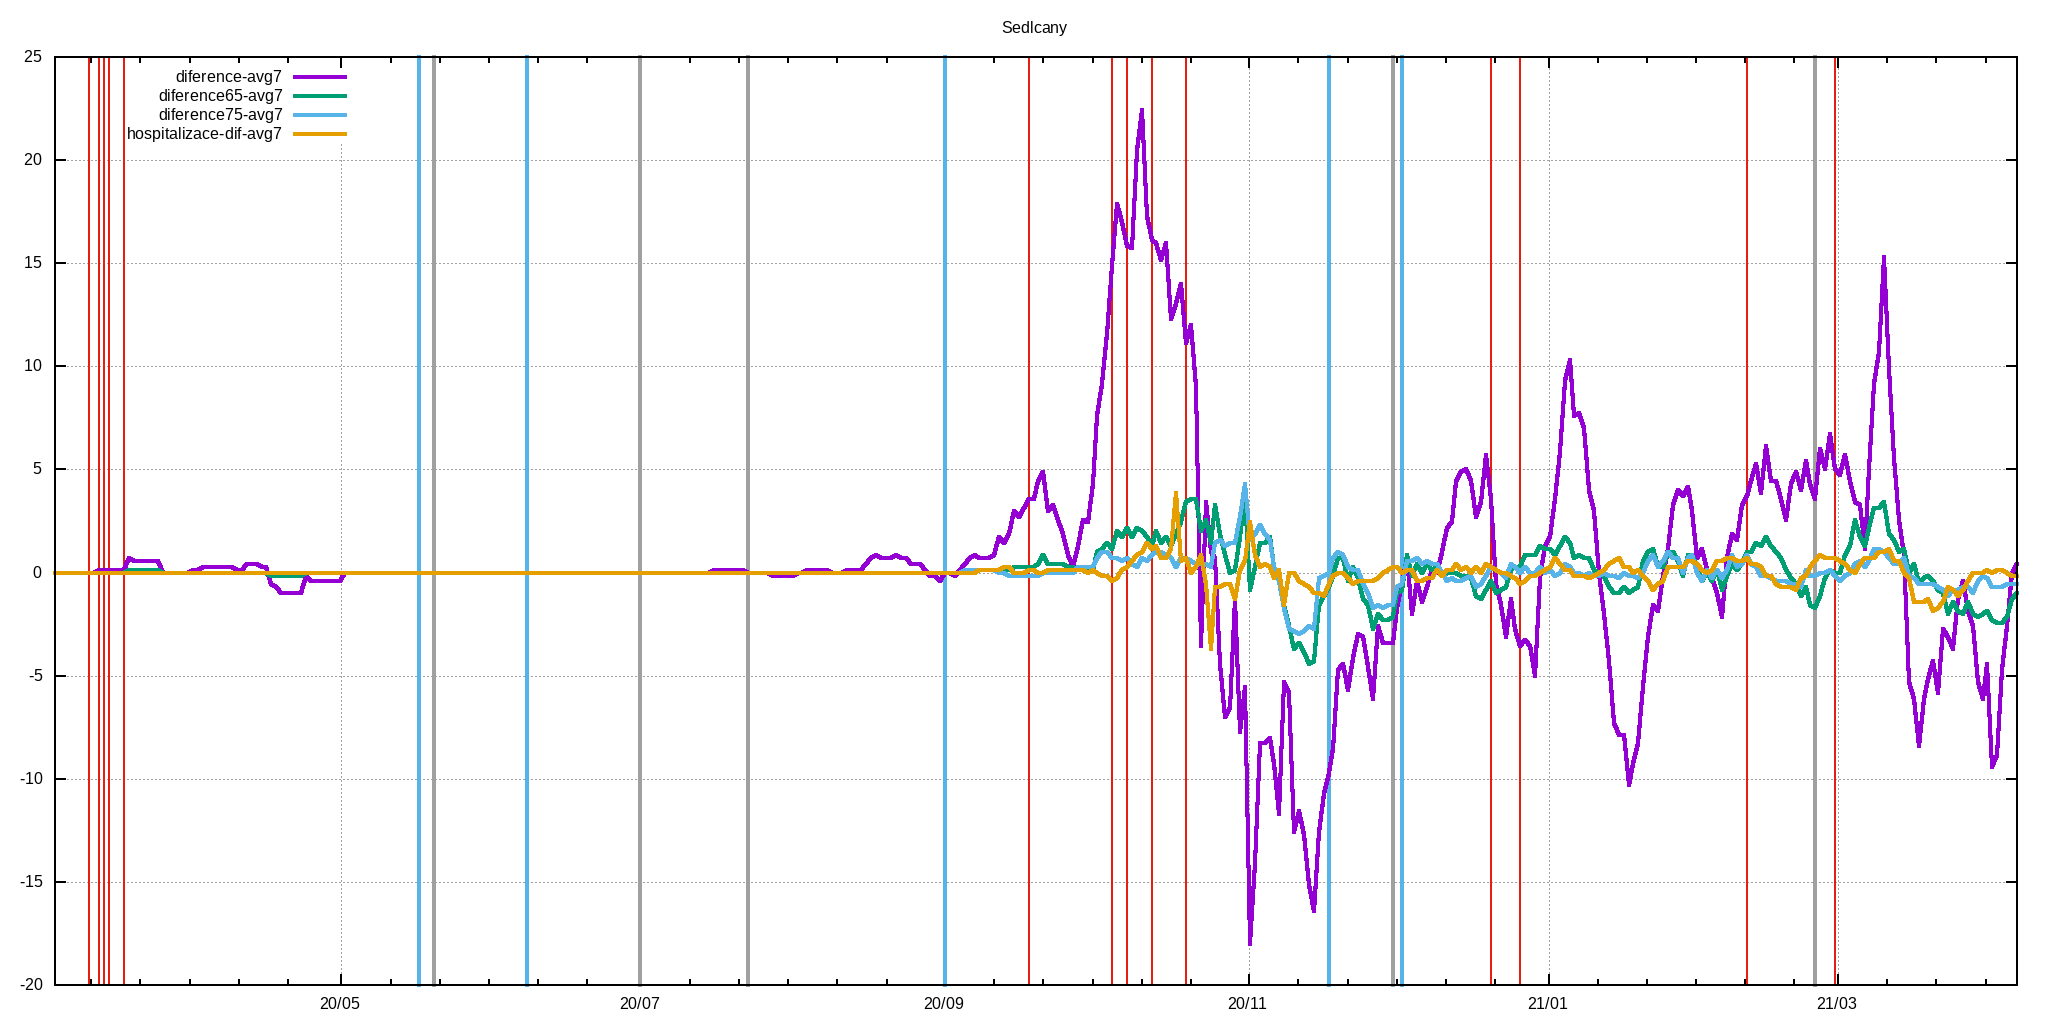 Sedlcany
25
diference-avg7
diference65-avg7
diference75-avg7
hospitalizace-dif-avg7
20
15
10
5
0
-5
-10
-15
-20
20/05 20/07 20/09 20/11 21/01 21/03